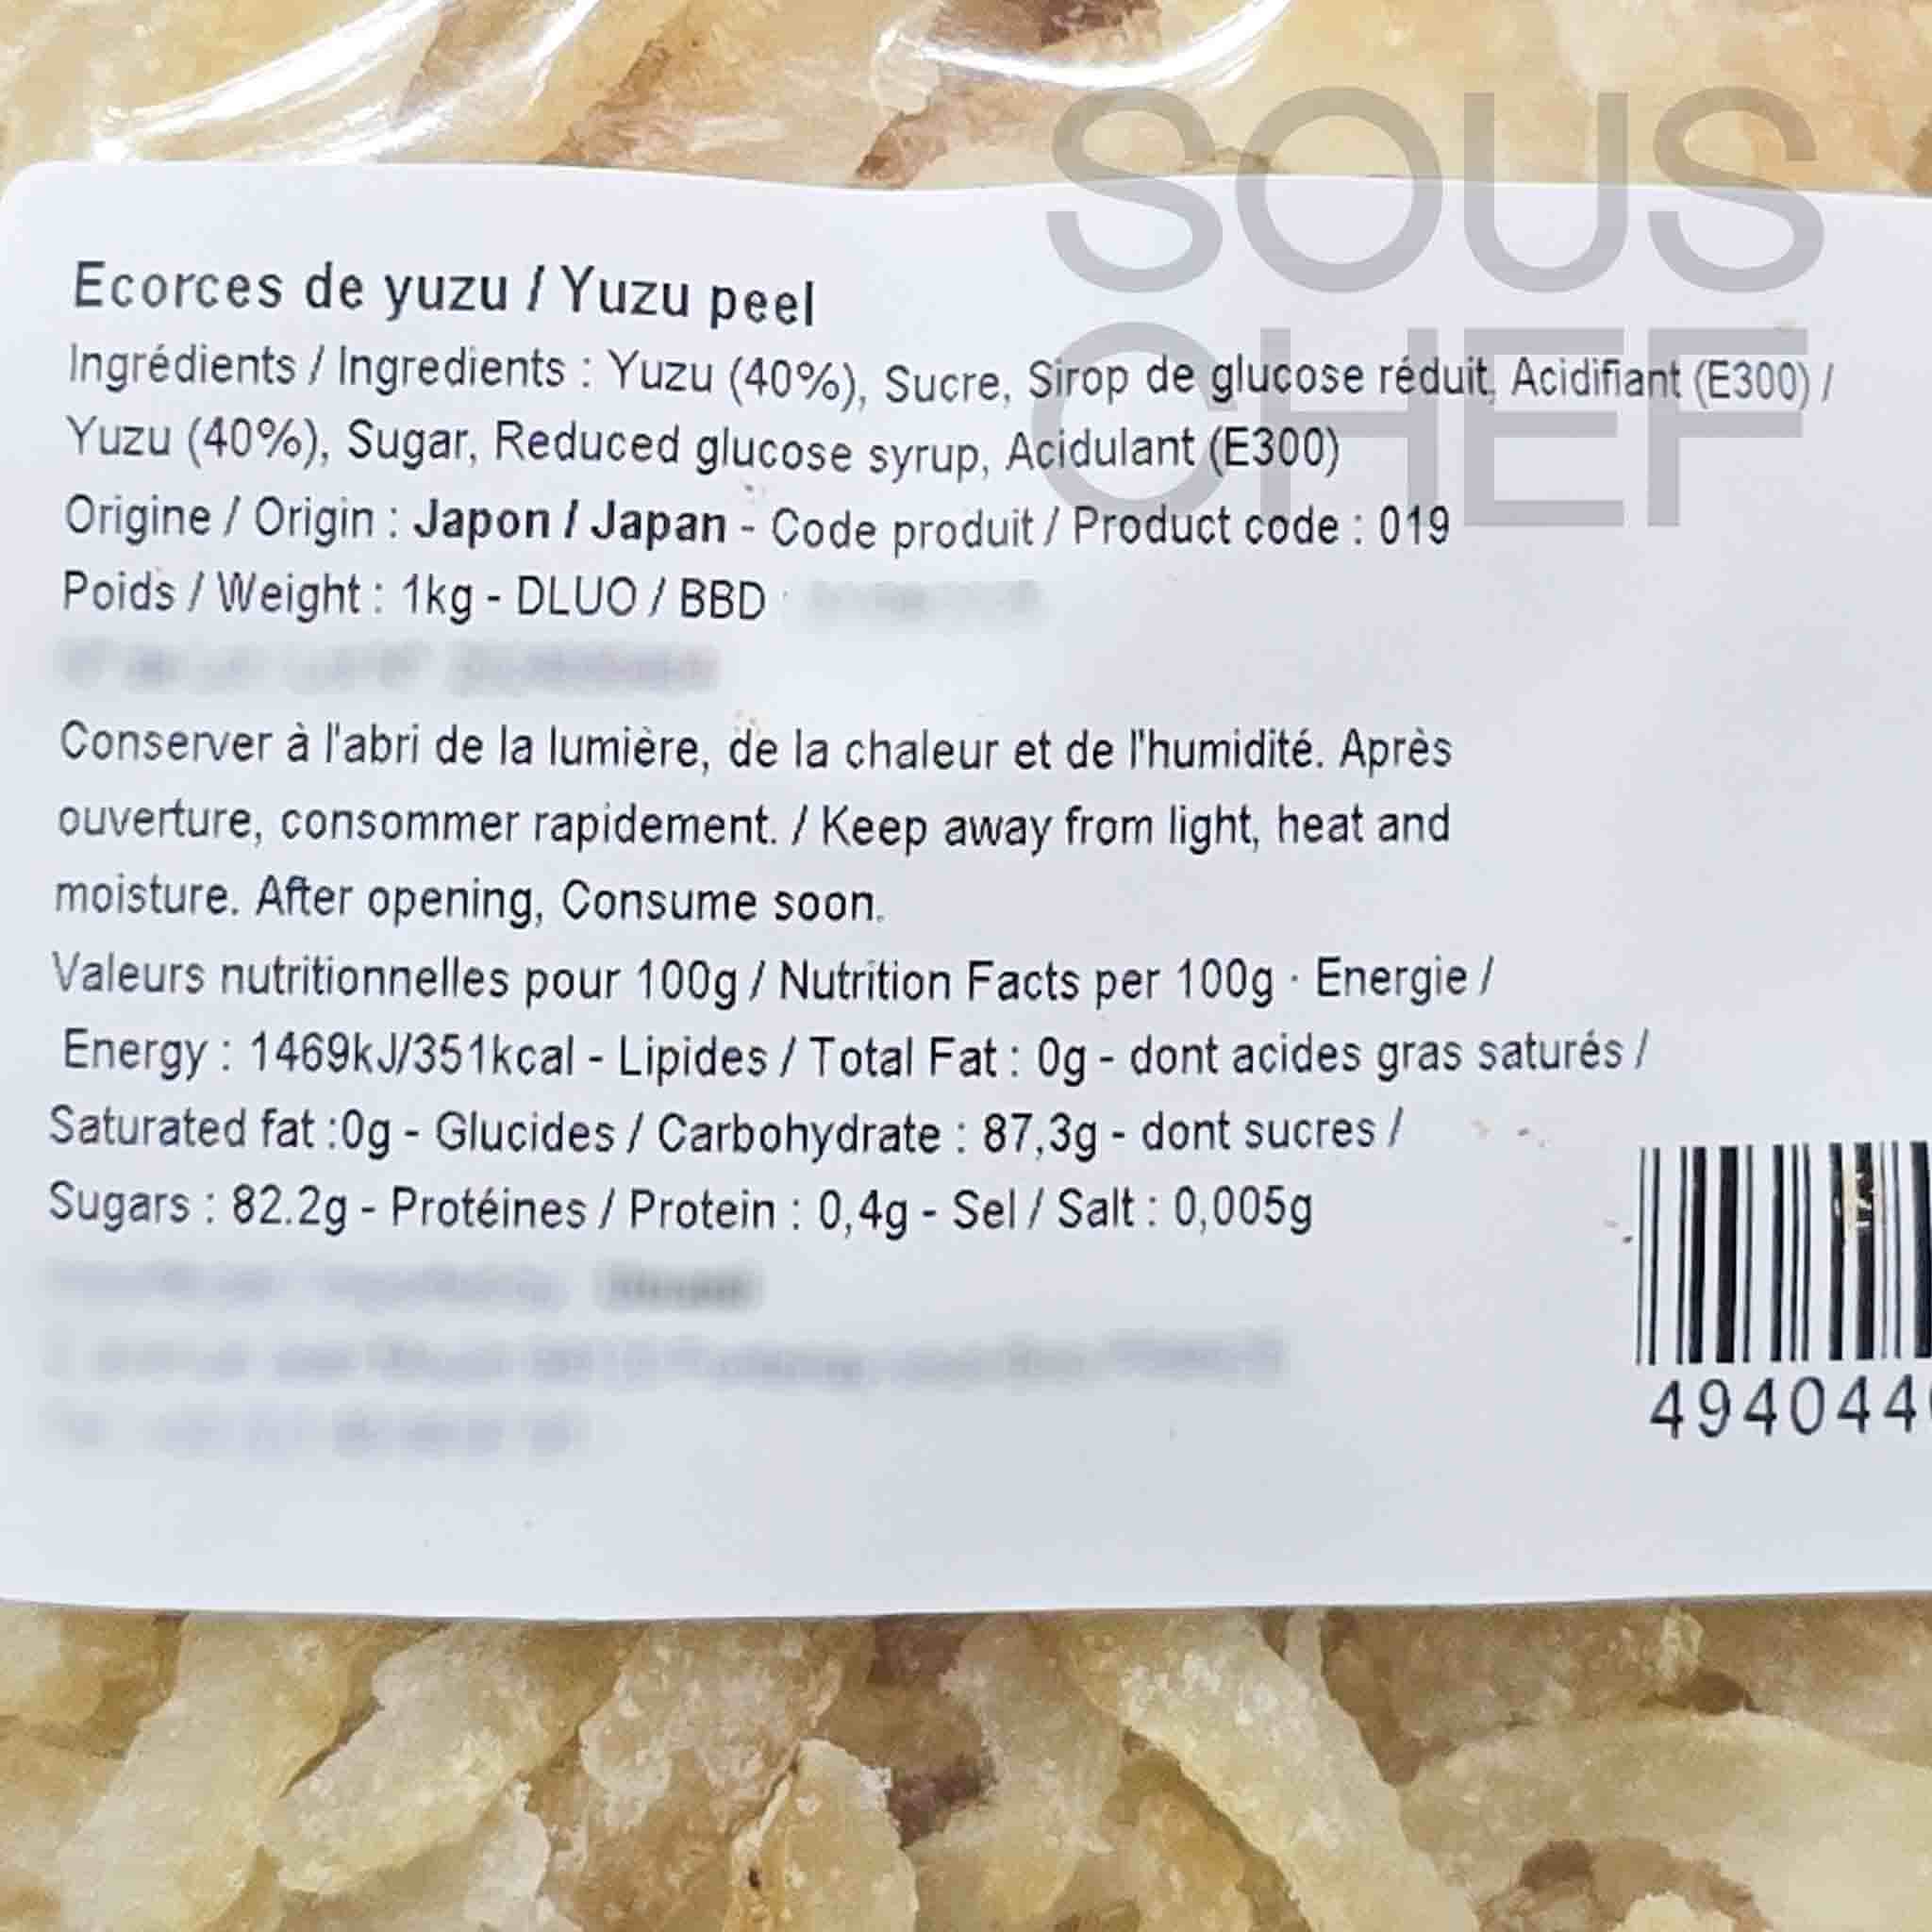 SOUS
CHEF
Ecorces de yuzu / Yuzu peel
Ingrédients / Ingredients : Yuzu (40%), Sucre, Sirop de glucose réduit, Acidifiant (E300) /
Yuzu (40%), Sugar, Reduced glucose syrup, Acidulant (E300)
Origine / Origin : Japon / Japan - Code produit / Product code : 019
Poids / Weight : 1kg - DLUO / BBD
Conserver à l'abri de la lumière, de la chaleur et de l'humidité. Après
ouverture, consommer rapidement. / Keep away from light, heat and
moisture. After opening, Consume soon.
Valeurs nutritionnelles pour 100g / Nutrition Facts per 100g · Energie /
Energy : 1469kJ/351kcal - Lipides / Total Fat : 0g - dont acides gras saturés /
Saturated fat :0g - Glucides / Carbohydrate : 87,3g - dont sucres /
Sugars : 82.2g - Protéines / Protein : 0,4g - Sel / Salt : 0,005g
494044